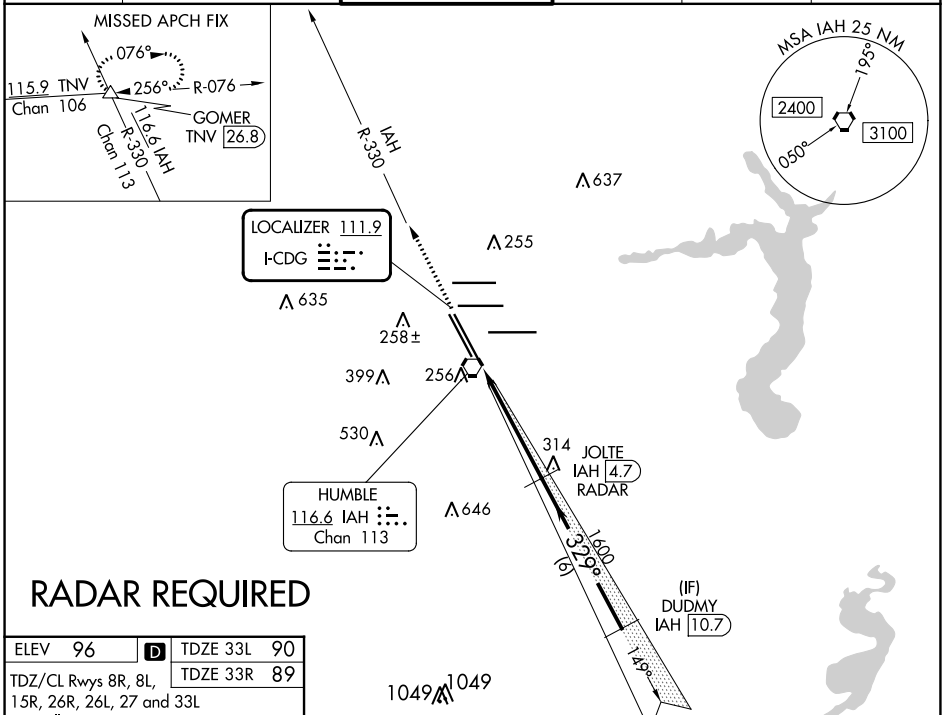 MISSED APCH FIX
076°
115.9 TNV
Chan 106
256°
R-076
GOMER
TNV 26.8
116.6 IAH
R-330
Chan 113
IAH
R-330
MSA IAH 25 NM
195°
2400
3100
050°
637
LOCALIZER 111.9
I-CDG
255
635
258±
399
256
530
314
JOLTE
IAH 4.7
RADAR
HUMBLE
116.6 IAH
Chan 113
646
1600
329°
(6)
(IF)
DUDMY
IAH 10.7
149°
RADAR REQUIRED
ELEV 96
D
TDZE 33L 90
TDZE 33R 89
TDZ/CL Rwys 8R, 8L,
15R, 26R, 26L, 27 and 33L
1049
1049